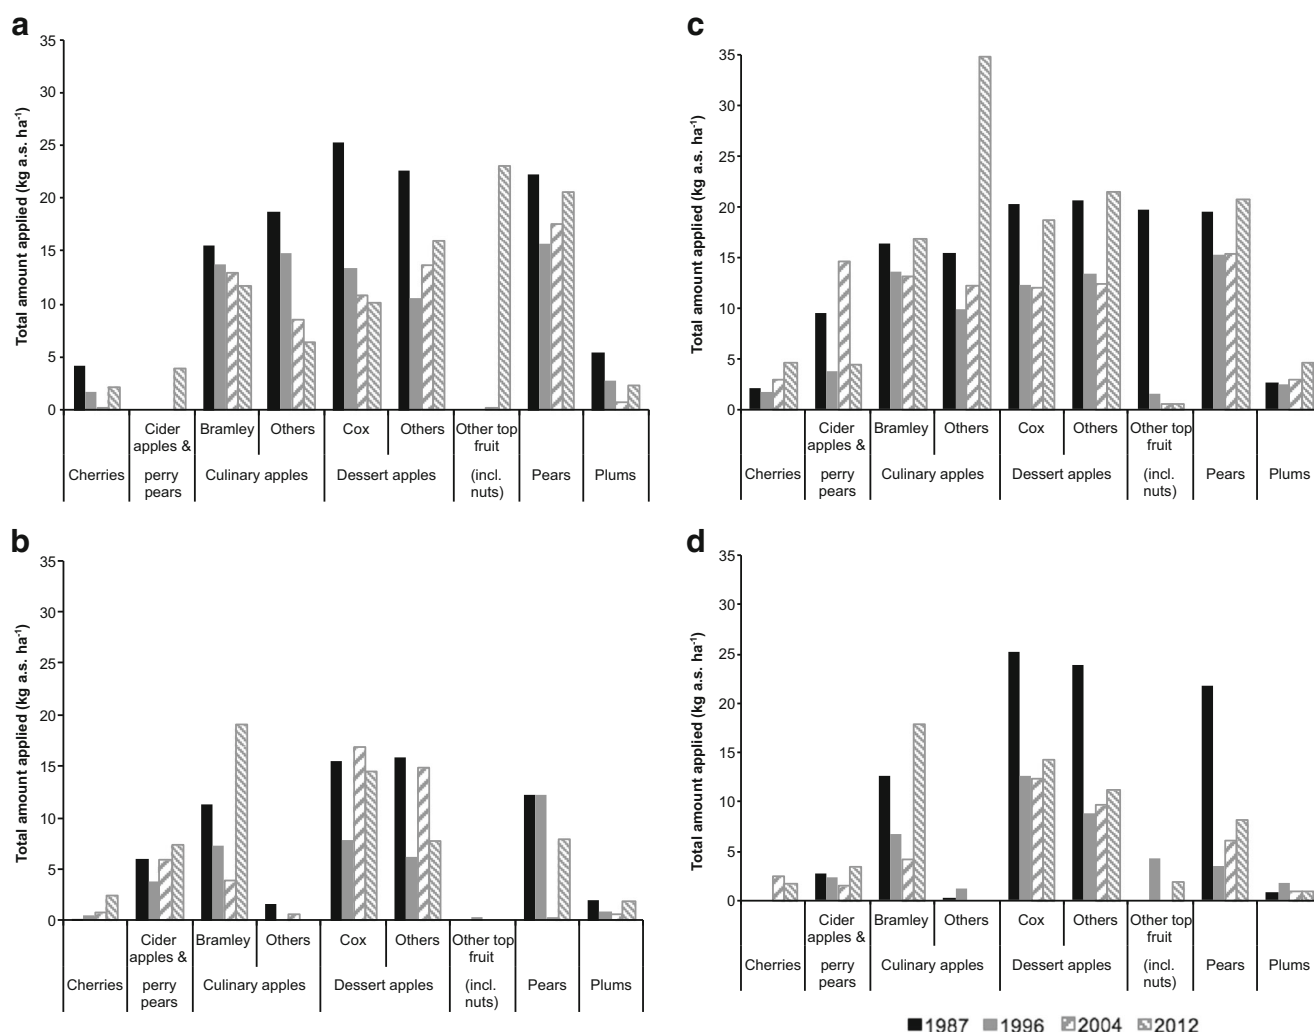 a
Total amount applied (kg a.s. ha⁻¹)
35
30
25
20
15
10
5
0
Cider apples &
perry pears
Bramley
Others
Cox
Others
Other top fruit
(incl. nuts)
Cherries
Culinary apples
Dessert apples
Pears
Plums
c
Total amount applied (kg a.s. ha⁻¹)
35
30
25
20
15
10
5
0
Cider apples &
perry pears
Bramley
Others
Cox
Others
Other top fruit
(incl. nuts)
Cherries
Culinary apples
Dessert apples
Pears
Plums
b
Total amount applied (kg a.s. ha⁻¹)
35
30
25
20
15
10
5
0
Cider apples &
perry pears
Bramley
Others
Cox
Others
Other top fruit
(incl. nuts)
Cherries
Culinary apples
Dessert apples
Pears
Plums
d
Total amount applied (kg a.s. ha⁻¹)
35
30
25
20
15
10
5
0
Cider apples &
perry pears
Bramley
Others
Cox
Others
Other top fruit
(incl. nuts)
Cherries
Culinary apples
Dessert apples
Pears
Plums
1987 1996 2004 2012